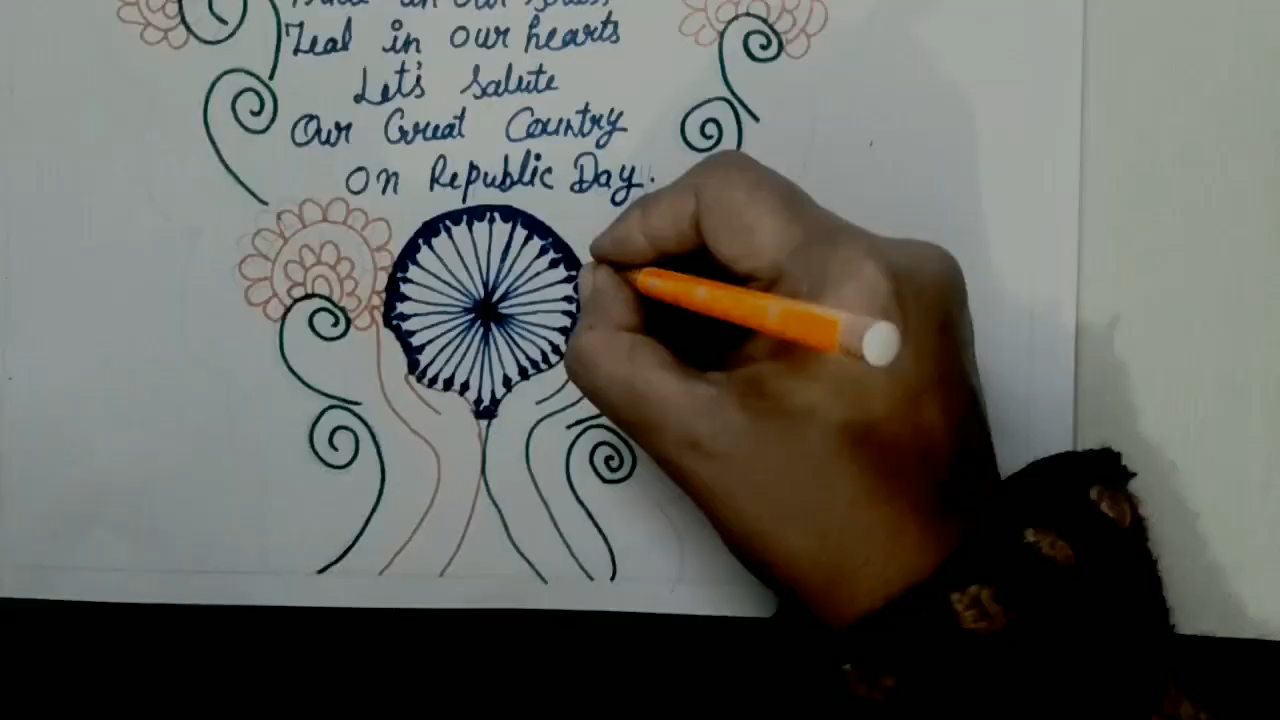 Zeal in our hearts
Let's Salute
Our Great Country
On Republic Day.